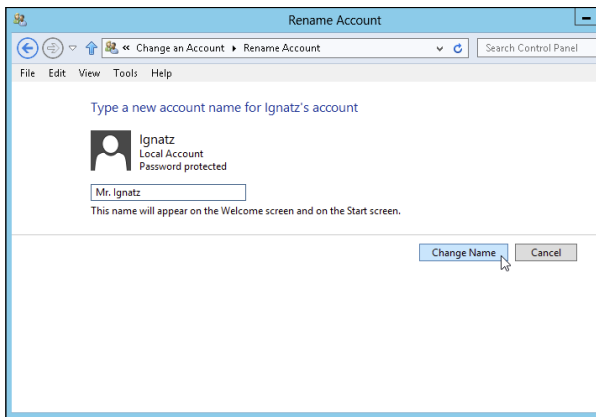 Rename Account
« Change an Account ▸ Rename Account
Search Control Panel
File Edit View Tools Help
Type a new account name for Ignatz's account
Ignatz
Local Account
Password protected
Mr. Ignatz
This name will appear on the Welcome screen and on the Start screen.
Change Name Cancel